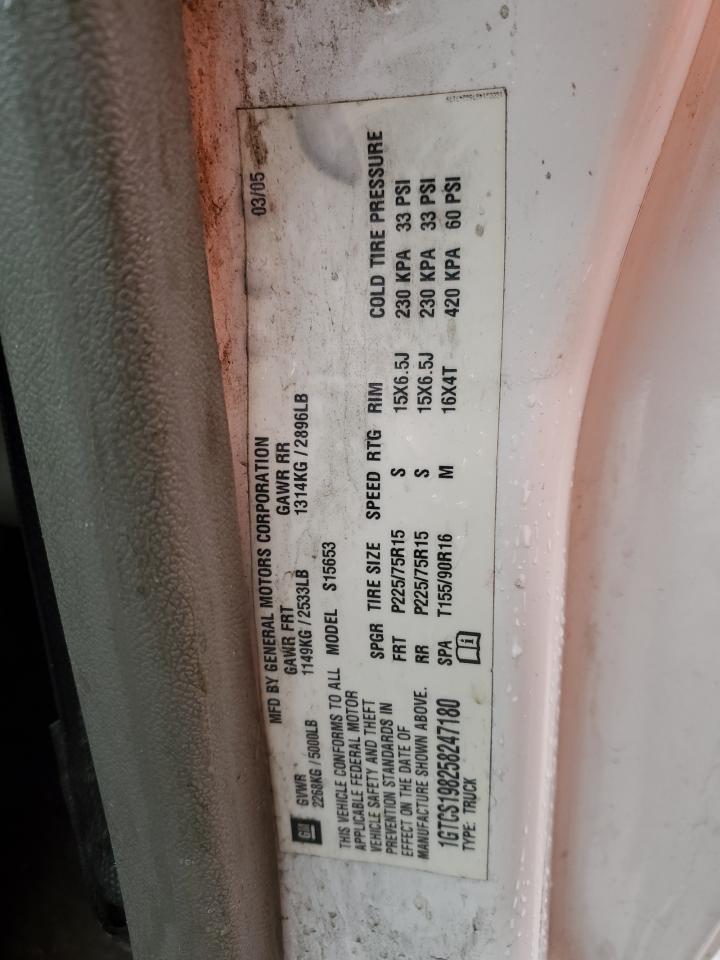 MFD BY GENERAL MOTORS CORPORATION 03/05
GM GVWR GAWR FRT GAWR RR
2268KG / 5000LB 1149KG / 2533LB 1314KG / 2896LB
THIS VEHICLE CONFORMS TO ALL
APPLICABLE FEDERAL MOTOR
VEHICLE SAFETY AND THEFT
PREVENTION STANDARDS IN
EFFECT ON THE DATE OF
MANUFACTURE SHOWN ABOVE.
1GTCS198258247180
TYPE: TRUCK
MODEL S15653
SPGR TIRE SIZE SPEED RTG RIM COLD TIRE PRESSURE
FRT P225/75R15 S 15X6.5J 230 KPA 33 PSI
RR P225/75R15 S 15X6.5J 230 KPA 33 PSI
SPA T155/90R16 M 16X4T 420 KPA 60 PSI